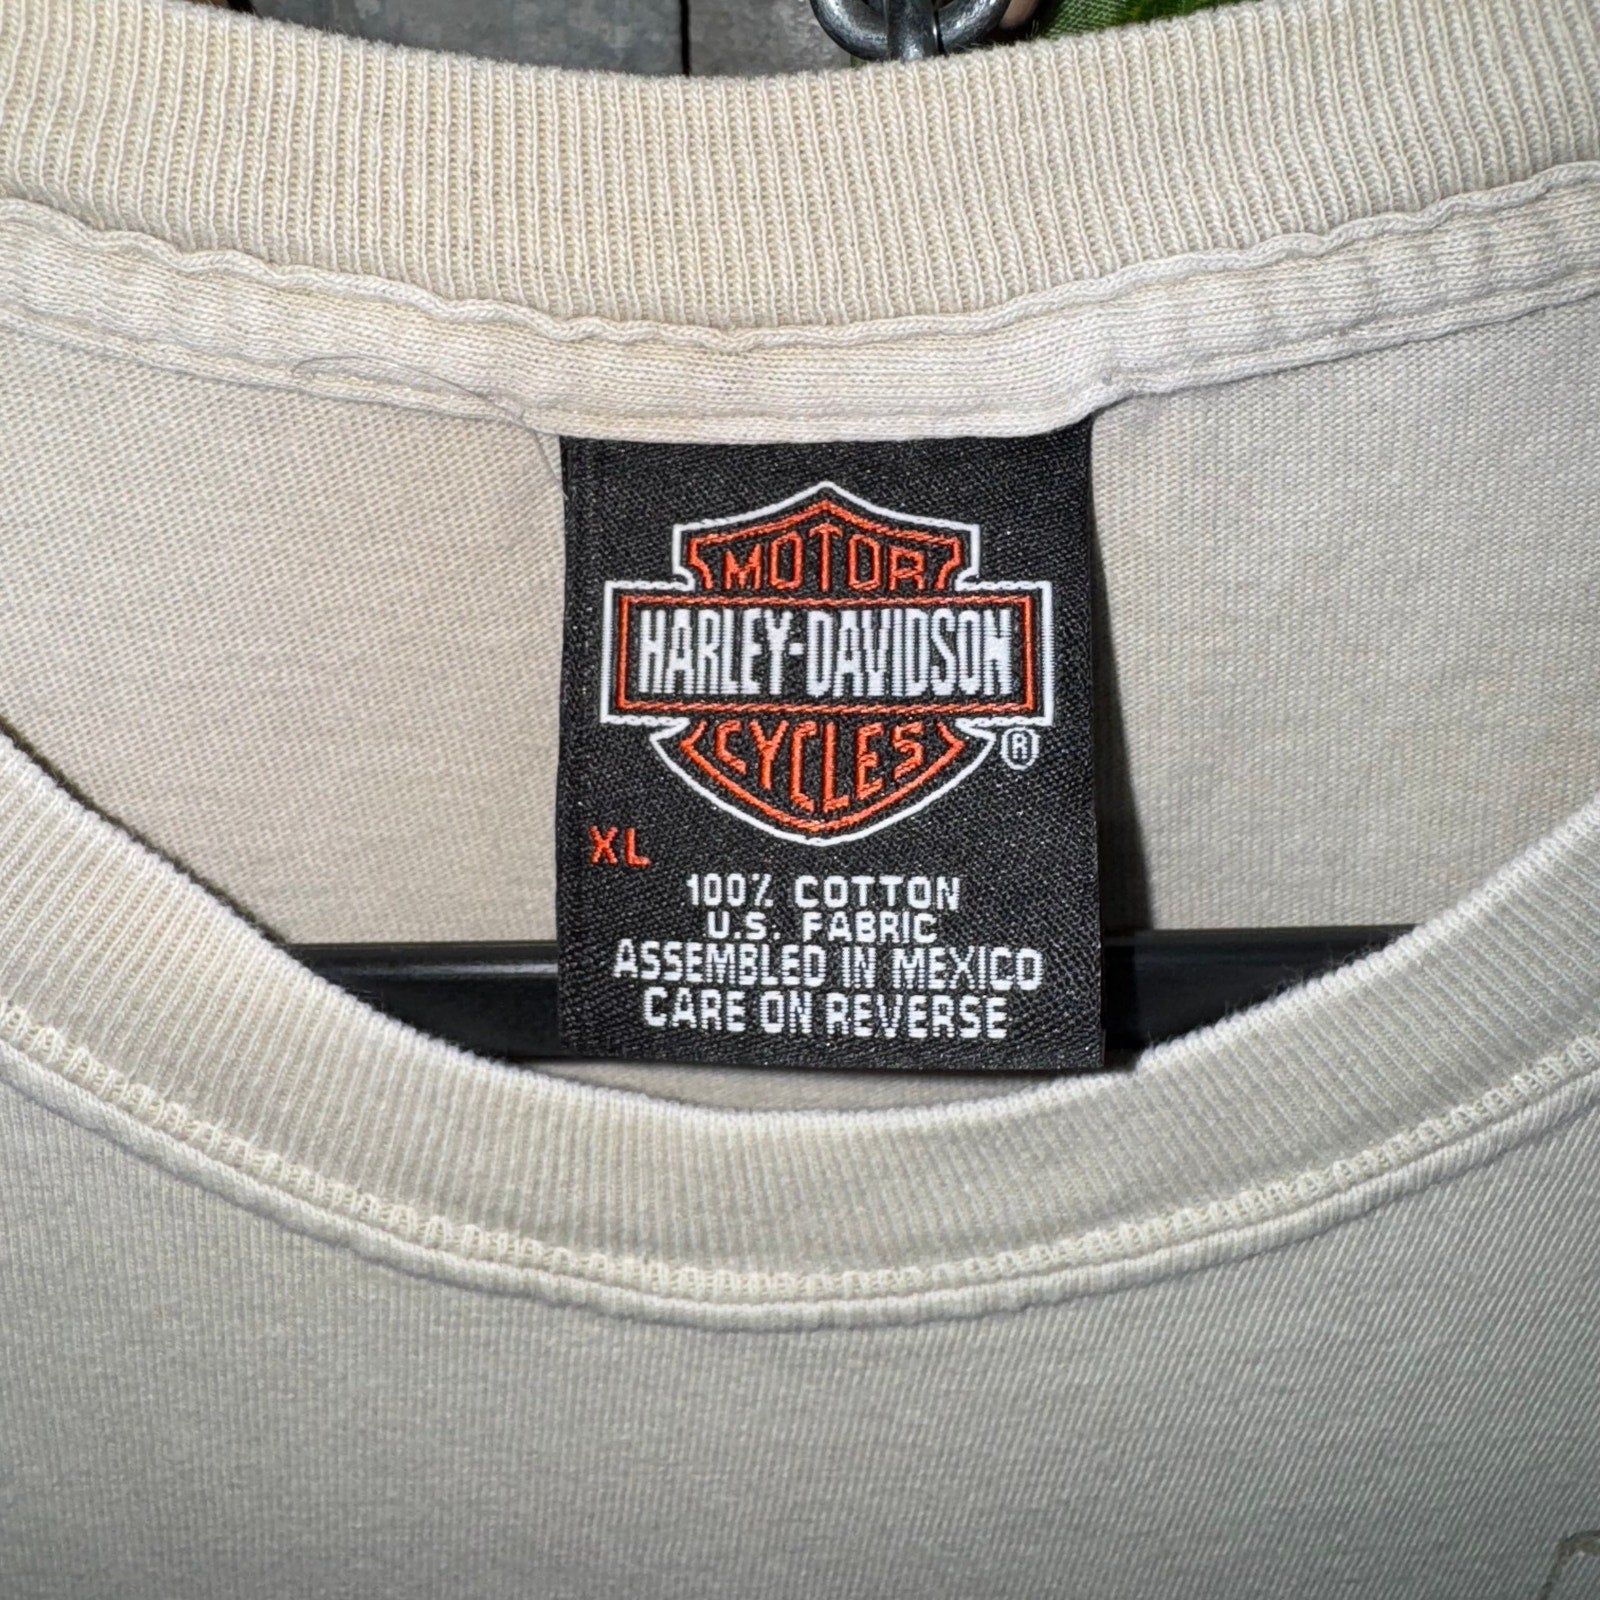 MOTOR
HARLEY-DAVIDSON
CYCLES
®
XL
100% COTTON
U.S. FABRIC
ASSEMBLED IN MEXICO
CARE ON REVERSE